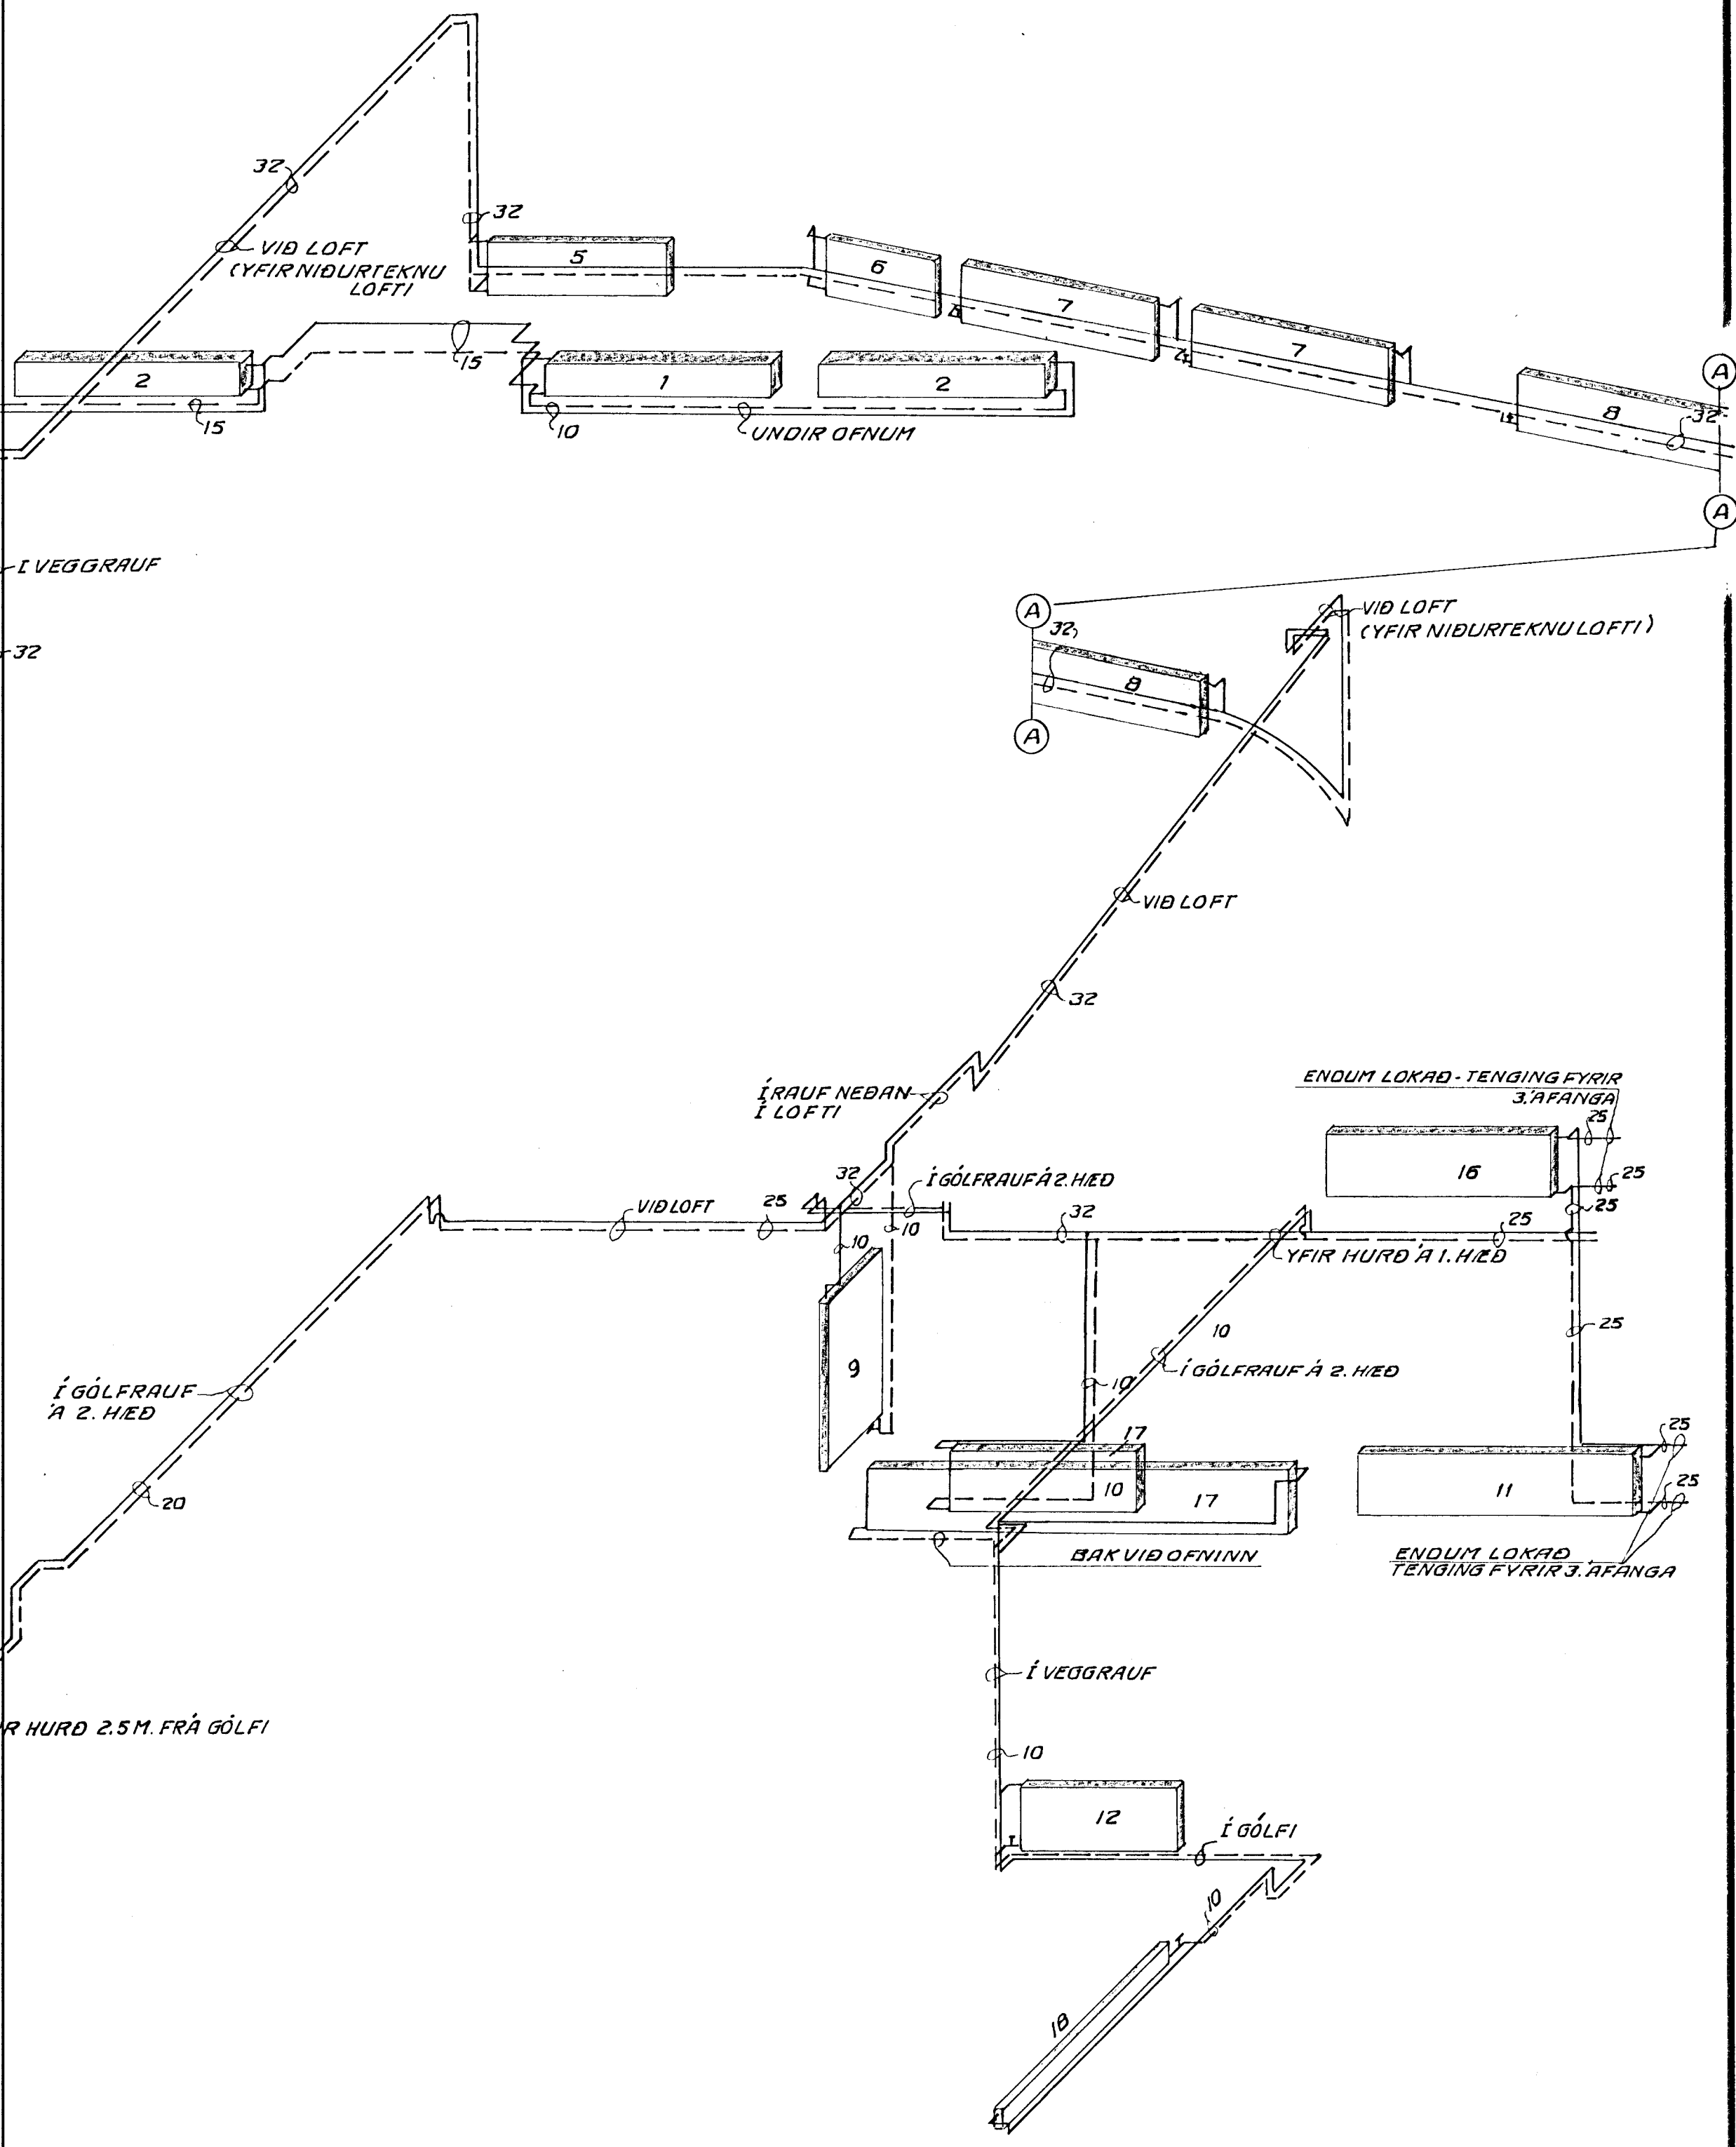 32
32
VIÐ LOFT
(YFIR NIÐURTEKNU
LOFTI
5
6
7
7
8
32
A
A
2
15
15
1
2
10
UNDIR OFNUM
Í VEGGRAUF
32
A
32
8
A
VIÐ LOFT
(YFIR NIÐURTEKNU LOFTI)
VIÐ LOFT
32
Í RAUF NEÐAN
Í LOFTI
ENDUM LOKAÐ - TENGING FYRIR
3. ÁFANGA
25
16
25
25
32
Í GÓLFRAUF Á 2. HÆÐ
VIÐ LOFT
25
10
10
32
25
YFIR HURÐ Á 1. HÆÐ
9
10
25
Í GÓLFRAUF
Á 2. HÆÐ
Í GÓLFRAUF Á 2. HÆÐ
10
20
17
10
17
25
11
25
BAK VIÐ OFNINN
ENDUM LOKAÐ
TENGING FYRIR 3. ÁFANGA
Í VEGGRAUF
R HURÐ 2.5 M. FRÁ GÓLFI
10
12
Í GÓLFI
10
18